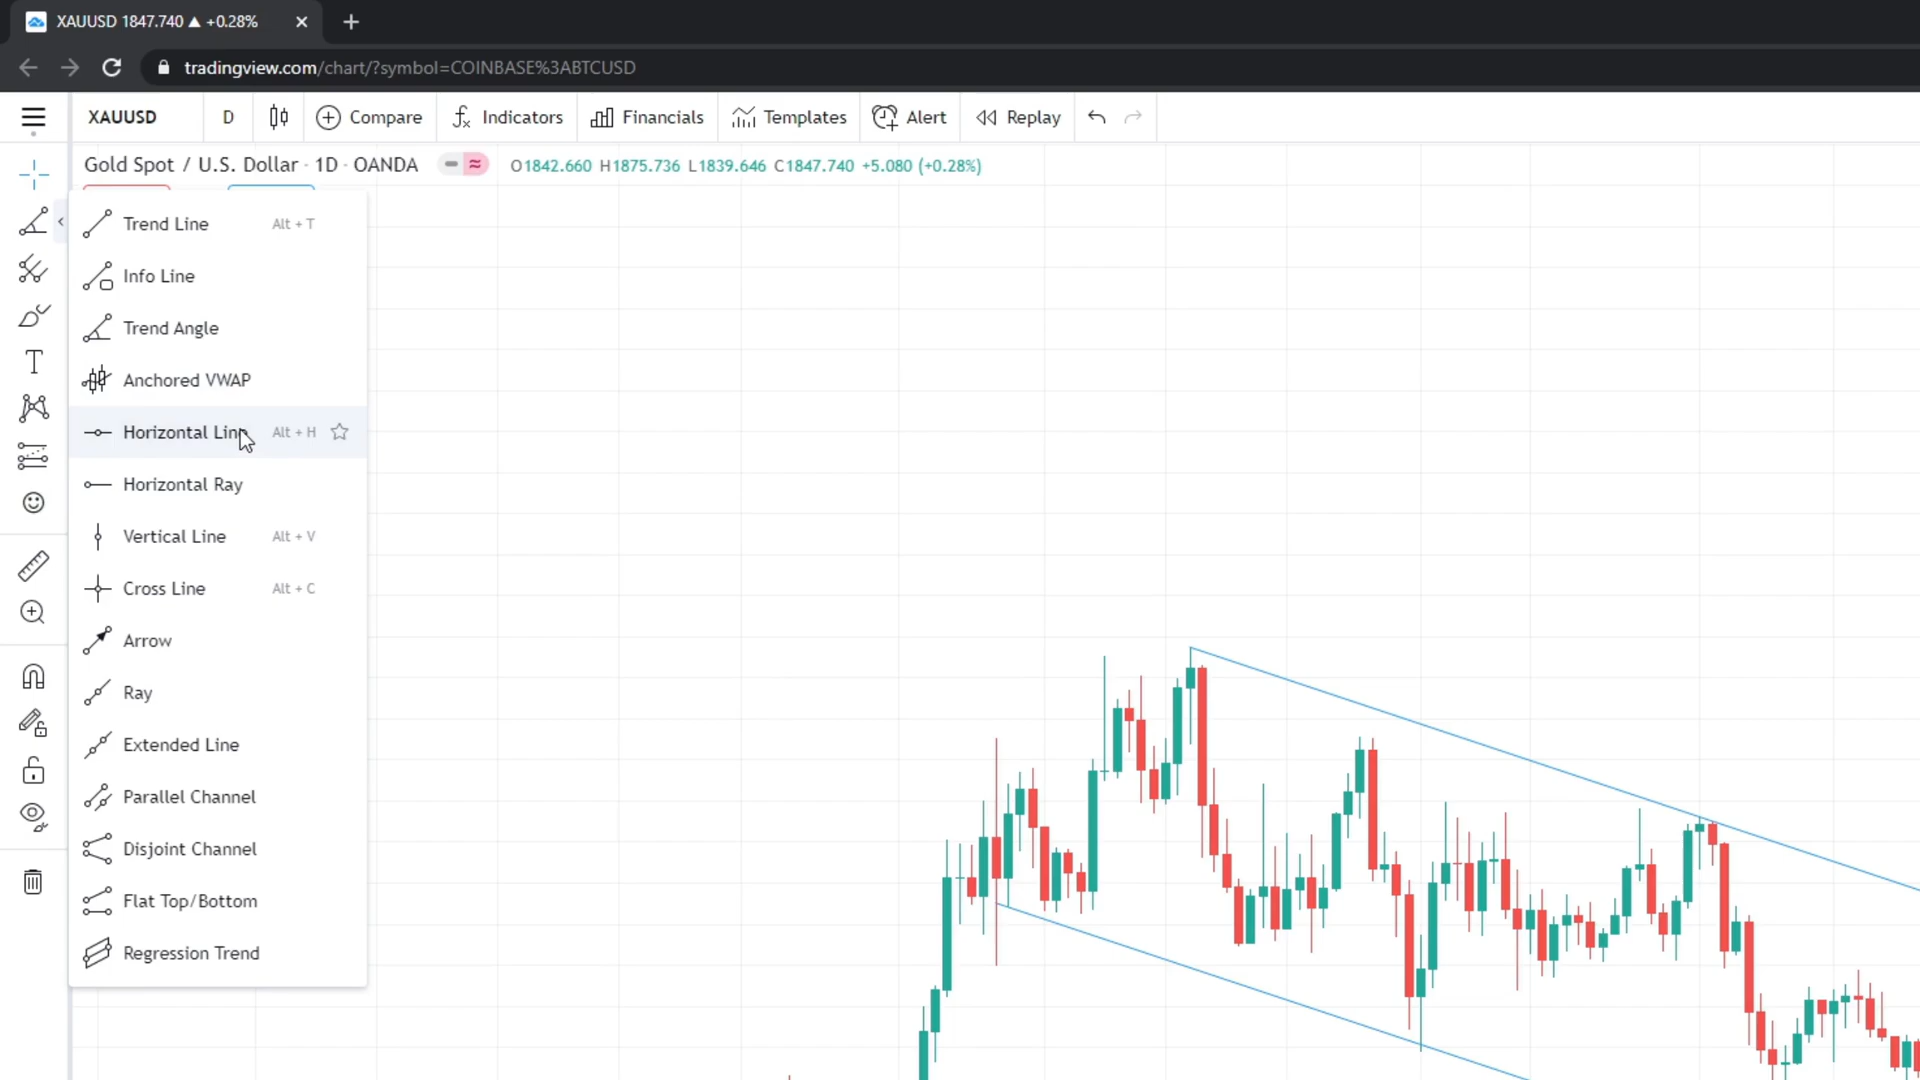 XAUUSD 1847.740 ▲ +0.28%
tradingview.com/chart/?symbol=COINBASE%3ABTCUSD
XAUUSD D Compare Indicators Financials Templates Alert Replay
Gold Spot / U.S. Dollar · 1D · OANDA O1842.660 H1875.736 L1839.646 C1847.740 +5.080 (+0.28%)
Trend Line Alt + T
Info Line
Trend Angle
Anchored VWAP
Horizontal Line Alt + H
Horizontal Ray
Vertical Line Alt + V
Cross Line Alt + C
Arrow
Ray
Extended Line
Parallel Channel
Disjoint Channel
Flat Top/Bottom
Regression Trend